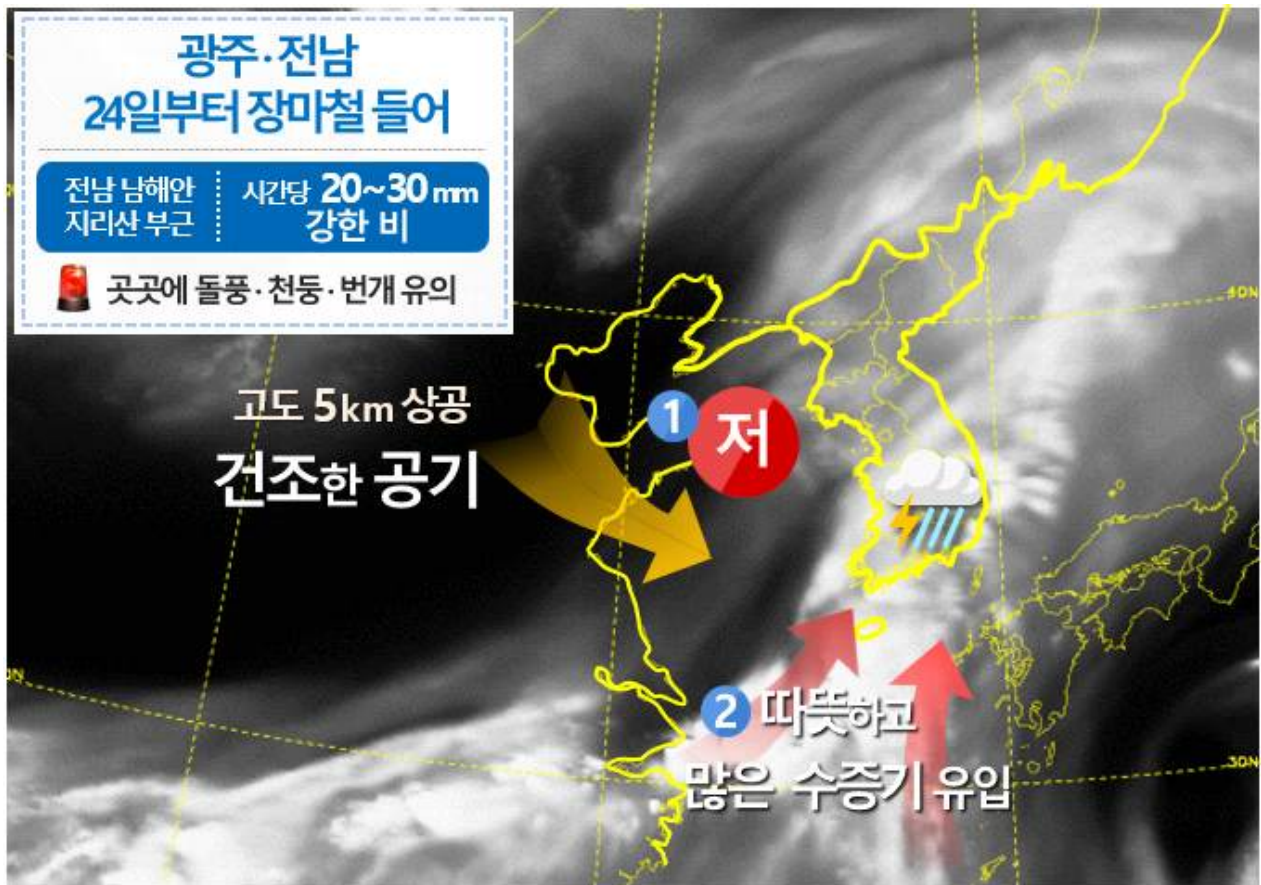 광주·전남
24일부터 장마철 들어
전남 남해안
지리산 부근
시간당 20~30 mm
강한 비
곳곳에 돌풍·천둥·번개 유의
40N
고도 5km 상공
건조한 공기
1
저
2 따뜻하고
많은 수증기 유입
30N